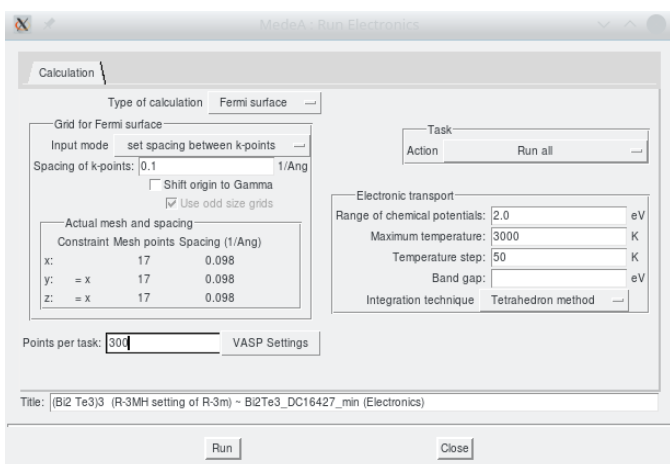 MedeA : Run Electronics
Calculation
Type of calculation Fermi surface
Grid for Fermi surface
Input mode set spacing between k-points
Spacing of k-points: 0.1 1/Ang
Shift origin to Gamma
Use odd size grids
Actual mesh and spacing
Constraint Mesh points Spacing (1/Ang)
x: 17 0.098
y: = x 17 0.098
z: = x 17 0.098
Points per task: 300 VASP Settings
Task
Action Run all
Electronic transport
Range of chemical potentials: 2.0 eV
Maximum temperature: 3000 K
Temperature step: 50 K
Band gap: eV
Integration technique Tetrahedron method
Title: (Bi2 Te3)3 (R-3MH setting of R-3m) ~ Bi2Te3_DC16427_min (Electronics)
Run Close